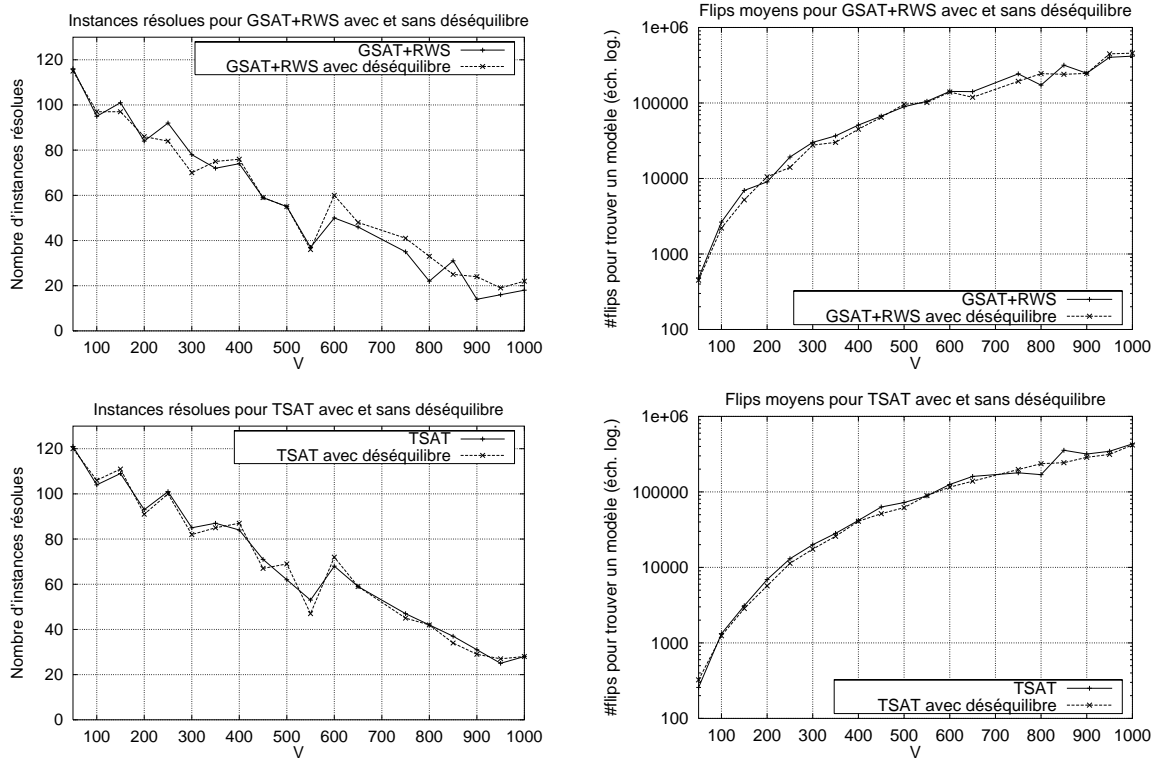 Instances résolues pour GSAT+RWS avec et sans déséquilibre
Nombre d'instances résolues
120
100
80
60
40
20
0
GSAT+RWS
GSAT+RWS avec déséquilibre
100 200 300 400 500 600 700 800 900 1000
V
Flips moyens pour GSAT+RWS avec et sans déséquilibre
#flips pour trouver un modèle (éch. log.)
1e+06
100000
10000
1000
100
GSAT+RWS
GSAT+RWS avec déséquilibre
100 200 300 400 500 600 700 800 900 1000
V
Instances résolues pour TSAT avec et sans déséquilibre
Nombre d'instances résolues
120
100
80
60
40
20
0
TSAT
TSAT avec déséquilibre
100 200 300 400 500 600 700 800 900 1000
V
Flips moyens pour TSAT avec et sans déséquilibre
#flips pour trouver un modèle (éch. log.)
1e+06
100000
10000
1000
100
TSAT
TSAT avec déséquilibre
100 200 300 400 500 600 700 800 900 1000
V